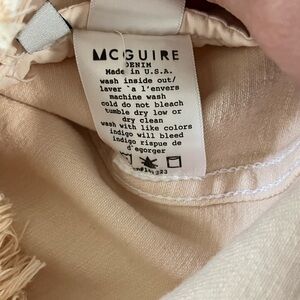 MCGUIRE
DENIM
Made in U.S.A.
wash inside out/
laver `a l'envers
machine wash
cold do not bleach
tumble dry low or
dry clean
wash with like colors
indigo will bleed
indigo risque de
d'egorger